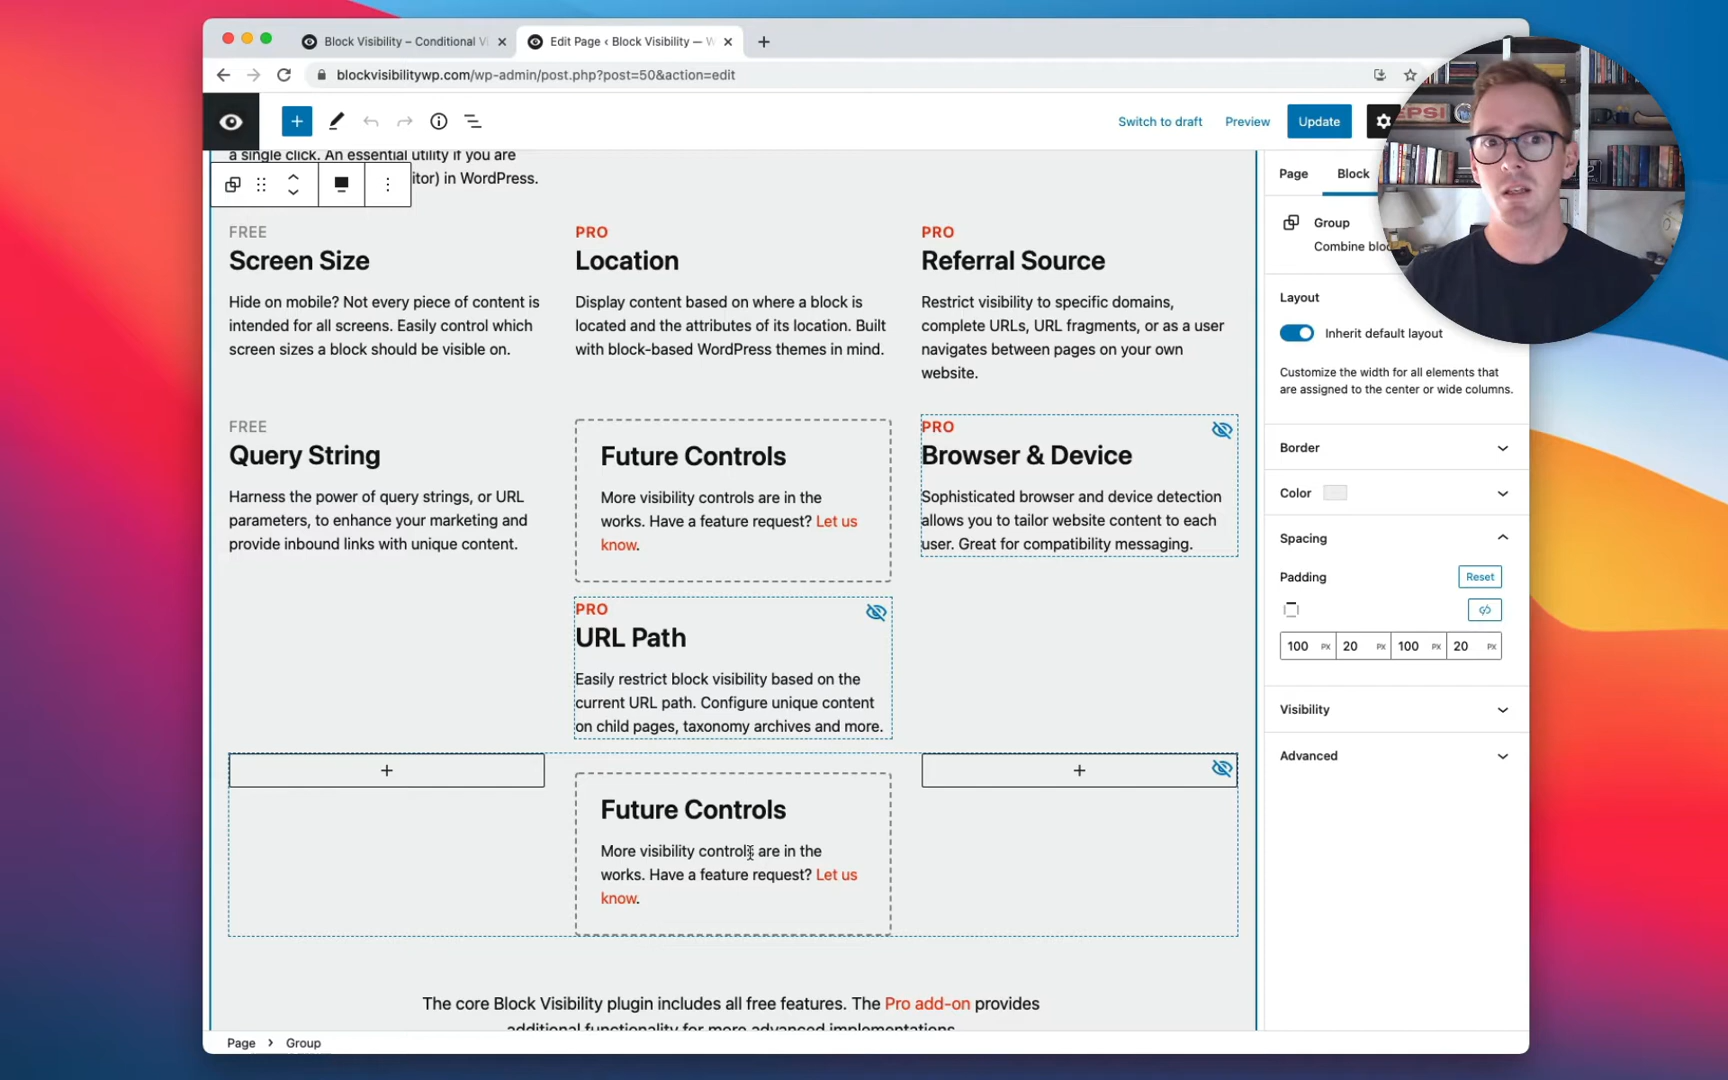 Block Visibility – Conditional Vi
Edit Page ‹ Block Visibility — W
blockvisibilitywp.com/wp-admin/post.php?post=50&action=edit
Switch to draft
Preview
Update
EPSI
a single click. An essential utility if you are
itor) in WordPress.
FREE
Screen Size
Hide on mobile? Not every piece of content is
intended for all screens. Easily control which
screen sizes a block should be visible on.
PRO
Location
Display content based on where a block is
located and the attributes of its location. Built
with block-based WordPress themes in mind.
PRO
Referral Source
Restrict visibility to specific domains,
complete URLs, URL fragments, or as a user
navigates between pages on your own
website.
FREE
Query String
Harness the power of query strings, or URL
parameters, to enhance your marketing and
provide inbound links with unique content.
Future Controls
More visibility controls are in the
works. Have a feature request? Let us
know.
PRO
Browser & Device
Sophisticated browser and device detection
allows you to tailor website content to each
user. Great for compatibility messaging.
PRO
URL Path
Easily restrict block visibility based on the
current URL path. Configure unique content
on child pages, taxonomy archives and more.
Future Controls
More visibility controls are in the
works. Have a feature request? Let us
know.
The core Block Visibility plugin includes all free features. The Pro add-on provides
additional functionality for more advanced implementations.
Page
Block
Group
Combine bloc
Layout
Inherit default layout
Customize the width for all elements that
are assigned to the center or wide columns.
Border
Color
Spacing
Padding
Reset
100 PX 20 PX 100 PX 20 PX
Visibility
Advanced
Page › Group